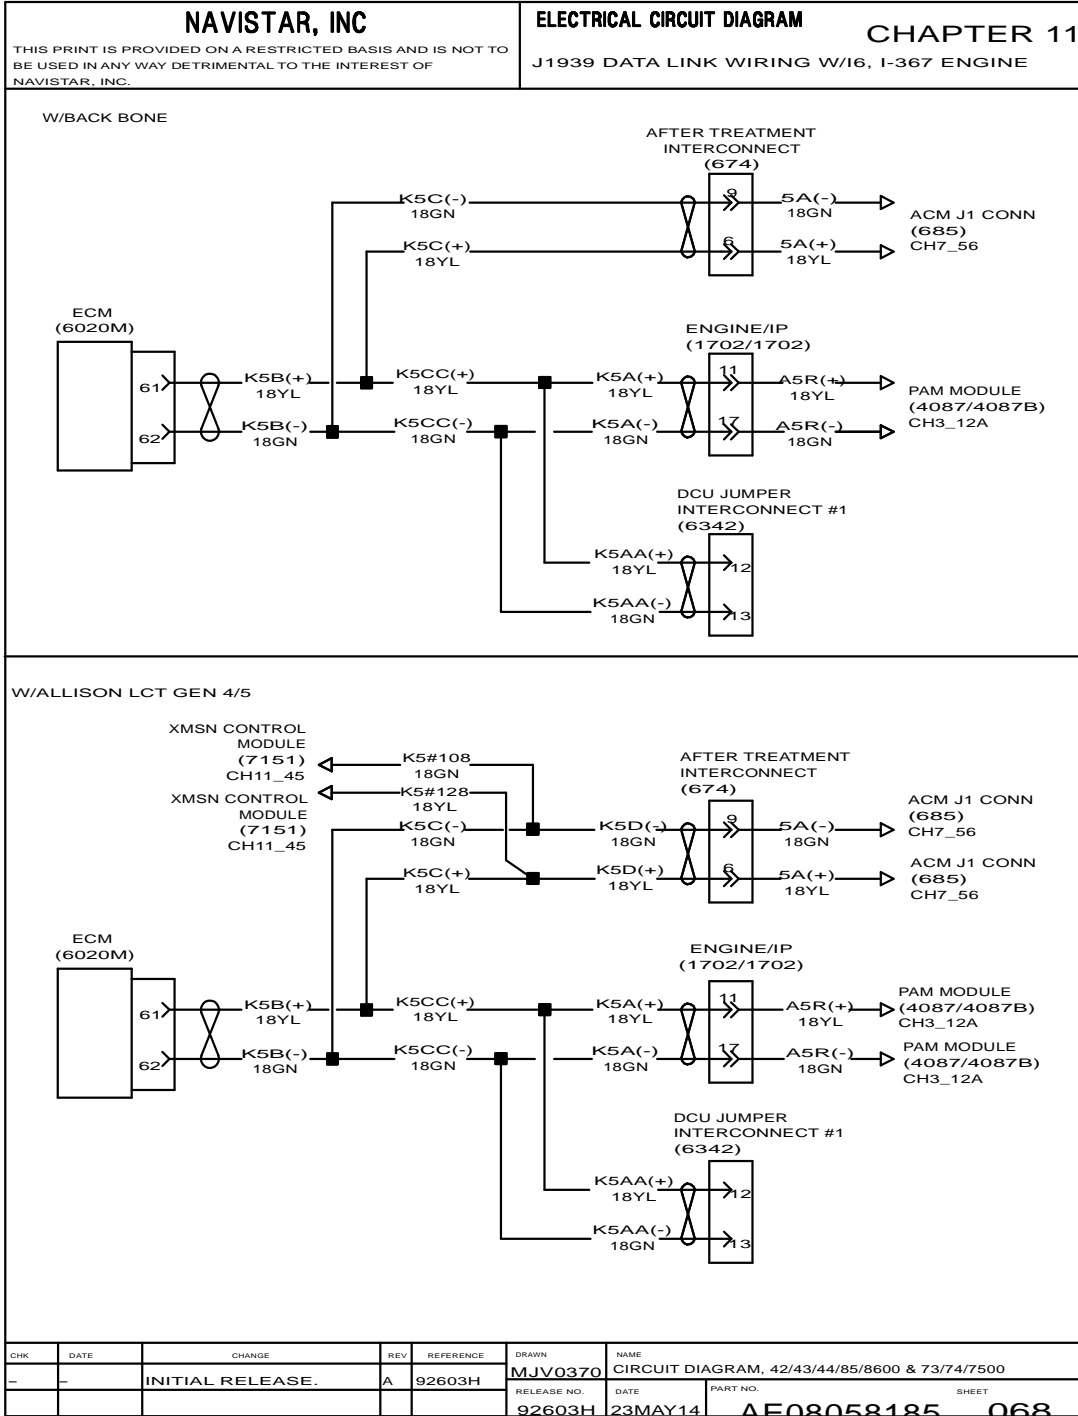 NAVISTAR, INC
THIS PRINT IS PROVIDED ON A RESTRICTED BASIS AND IS NOT TO
BE USED IN ANY WAY DETRIMENTAL TO THE INTEREST OF
NAVISTAR, INC.
ELECTRICAL CIRCUIT DIAGRAM
CHAPTER 11
J1939 DATA LINK WIRING W/I6, I-367 ENGINE
W/BACK BONE
AFTER TREATMENT
INTERCONNECT
(674)
K5C(-)
18GN
9
5A(-)
18GN
K5C(+)
18YL
6
5A(+)
18YL
ACM J1 CONN
(685)
CH7_56
ECM
(6020M)
ENGINE/IP
(1702/1702)
61
K5B(+)
18YL
K5CC(+)
18YL
K5A(+)
18YL
11
A5R(+)
18YL
62
K5B(-)
18GN
K5CC(-)
18GN
K5A(-)
18GN
17
A5R(-)
18GN
PAM MODULE
(4087/4087B)
CH3_12A
DCU JUMPER
INTERCONNECT #1
(6342)
K5AA(+)
18YL
12
K5AA(-)
18GN
13
W/ALLISON LCT GEN 4/5
XMSN CONTROL
MODULE
(7151)
CH11_45
K5#108
18GN
XMSN CONTROL
MODULE
(7151)
CH11_45
K5#128
18YL
AFTER TREATMENT
INTERCONNECT
(674)
K5C(-)
18GN
K5D(-)
18GN
9
5A(-)
18GN
ACM J1 CONN
(685)
CH7_56
K5C(+)
18YL
K5D(+)
18YL
6
5A(+)
18YL
ACM J1 CONN
(685)
CH7_56
ECM
(6020M)
ENGINE/IP
(1702/1702)
61
K5B(+)
18YL
K5CC(+)
18YL
K5A(+)
18YL
11
A5R(+)
18YL
PAM MODULE
(4087/4087B)
CH3_12A
62
K5B(-)
18GN
K5CC(-)
18GN
K5A(-)
18GN
17
A5R(-)
18GN
PAM MODULE
(4087/4087B)
CH3_12A
DCU JUMPER
INTERCONNECT #1
(6342)
K5AA(+)
18YL
12
K5AA(-)
18GN
13
CHK DATE CHANGE REV REFERENCE
- - INITIAL RELEASE. A 92603H
DRAWN
MJV0370
NAME
CIRCUIT DIAGRAM, 42/43/44/85/8600 & 73/74/7500
RELEASE NO.
92603H
DATE
23MAY14
PART NO.
AE08058185
SHEET
068